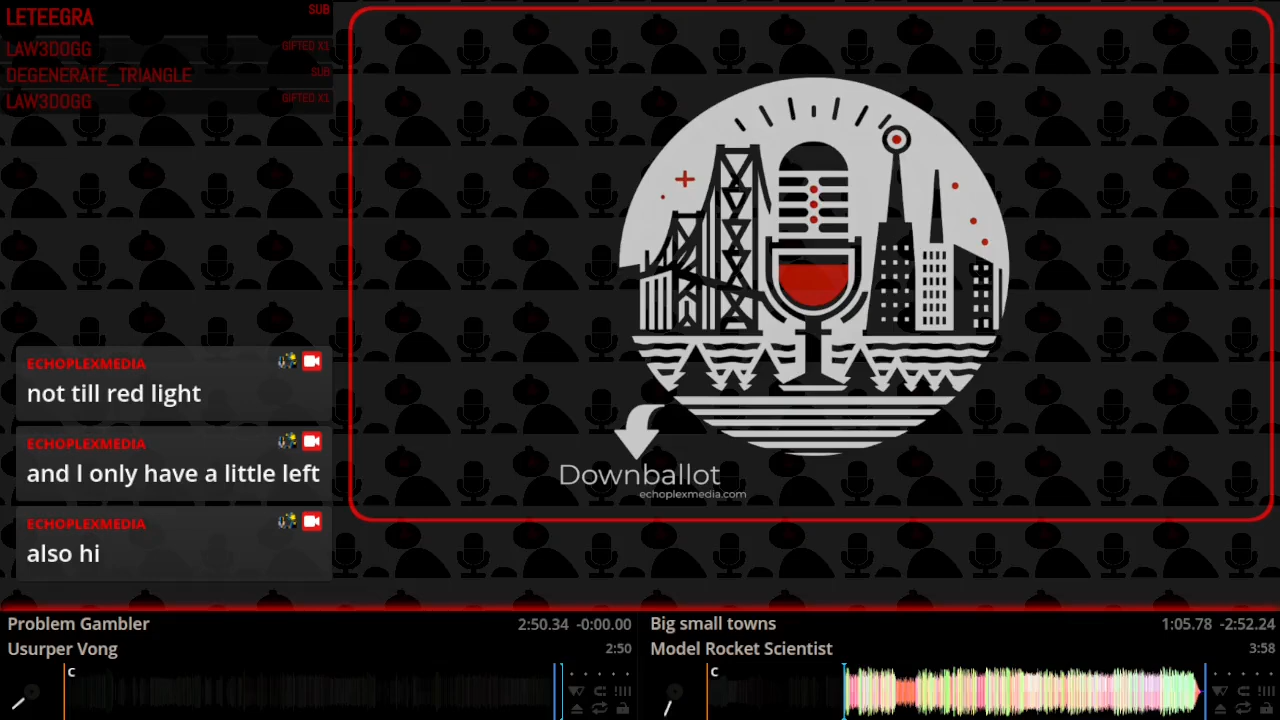 LETEEGRA SUB
LAW3DOGG GIFTED X1
DEGENERATE_TRIANGLE SUB
LAW3DOGG GIFTED X1
ECHOPLEXMEDIA
not till red light
ECHOPLEXMEDIA
and I only have a little left
ECHOPLEXMEDIA
also hi
Downballot
echoplexmedia.com
Problem Gambler 2:50.34 -0:00.00
Usurper Vong 2:50
C
Big small towns 1:05.78 -2:52.24
Model Rocket Scientist 3:58
C